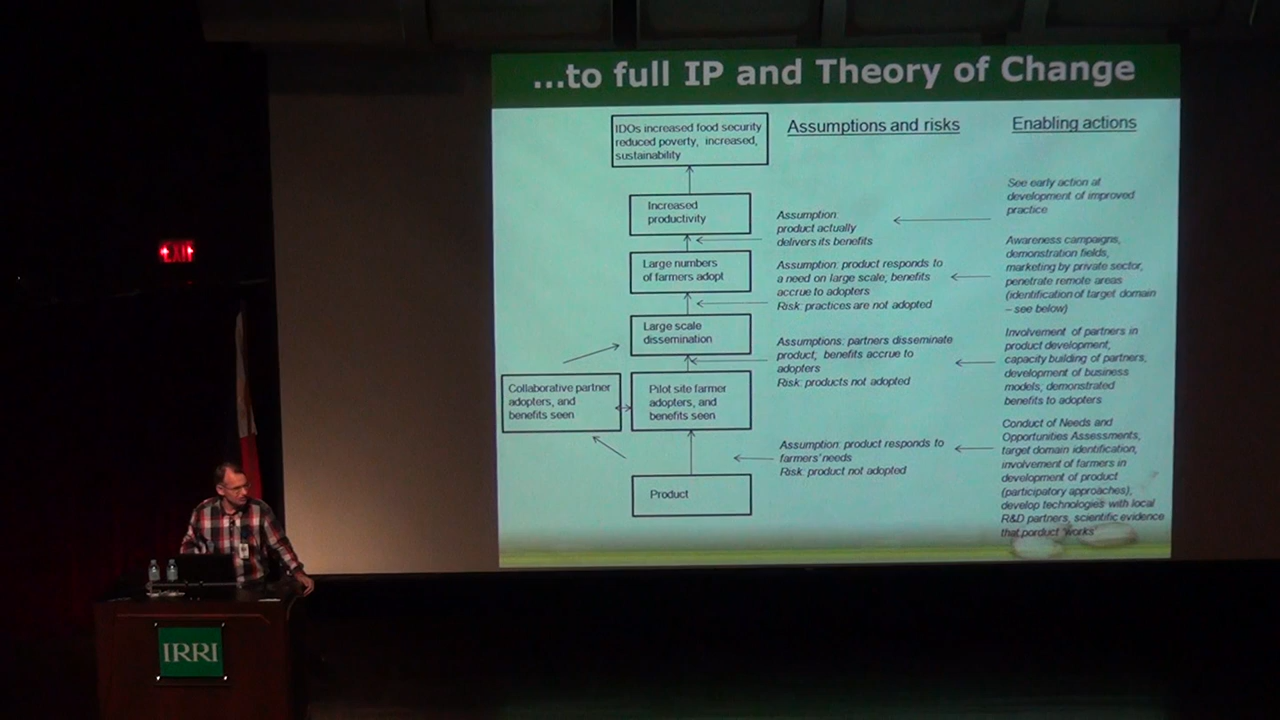 ...to full IP and Theory of Change
IDOs increased food security
reduced poverty, increased,
sustainability
Increased
productivity
Large numbers
of farmers adopt
Large scale
dissemination
Collaborative partner
adopters, and
benefits seen
Pilot site farmer
adopters, and
benefits seen
Product
Assumptions and risks
Assumption:
product actually
delivers its benefits
Assumption: product responds to
a need on large scale; benefits
accrue to adopters
Risk: practices are not adopted
Assumptions: partners disseminate
product; benefits accrue to
adopters
Risk: products not adopted
Assumption: product responds to
farmers' needs
Risk: product not adopted
Enabling actions
See early action at
development of improved
practice
Awareness campaigns,
demonstration fields,
marketing by private sector,
penetrate remote areas
(identification of target domain
– see below)
Involvement of partners in
product development,
capacity building of partners,
development of business
models; demonstrated
benefits to adopters
Conduct of Needs and
Opportunities Assessments,
target domain identification,
involvement of farmers in
development of product
(participatory approaches),
develop technologies with local
R&D partners, scientific evidence
that porduct "works"
EXIT
IRRI